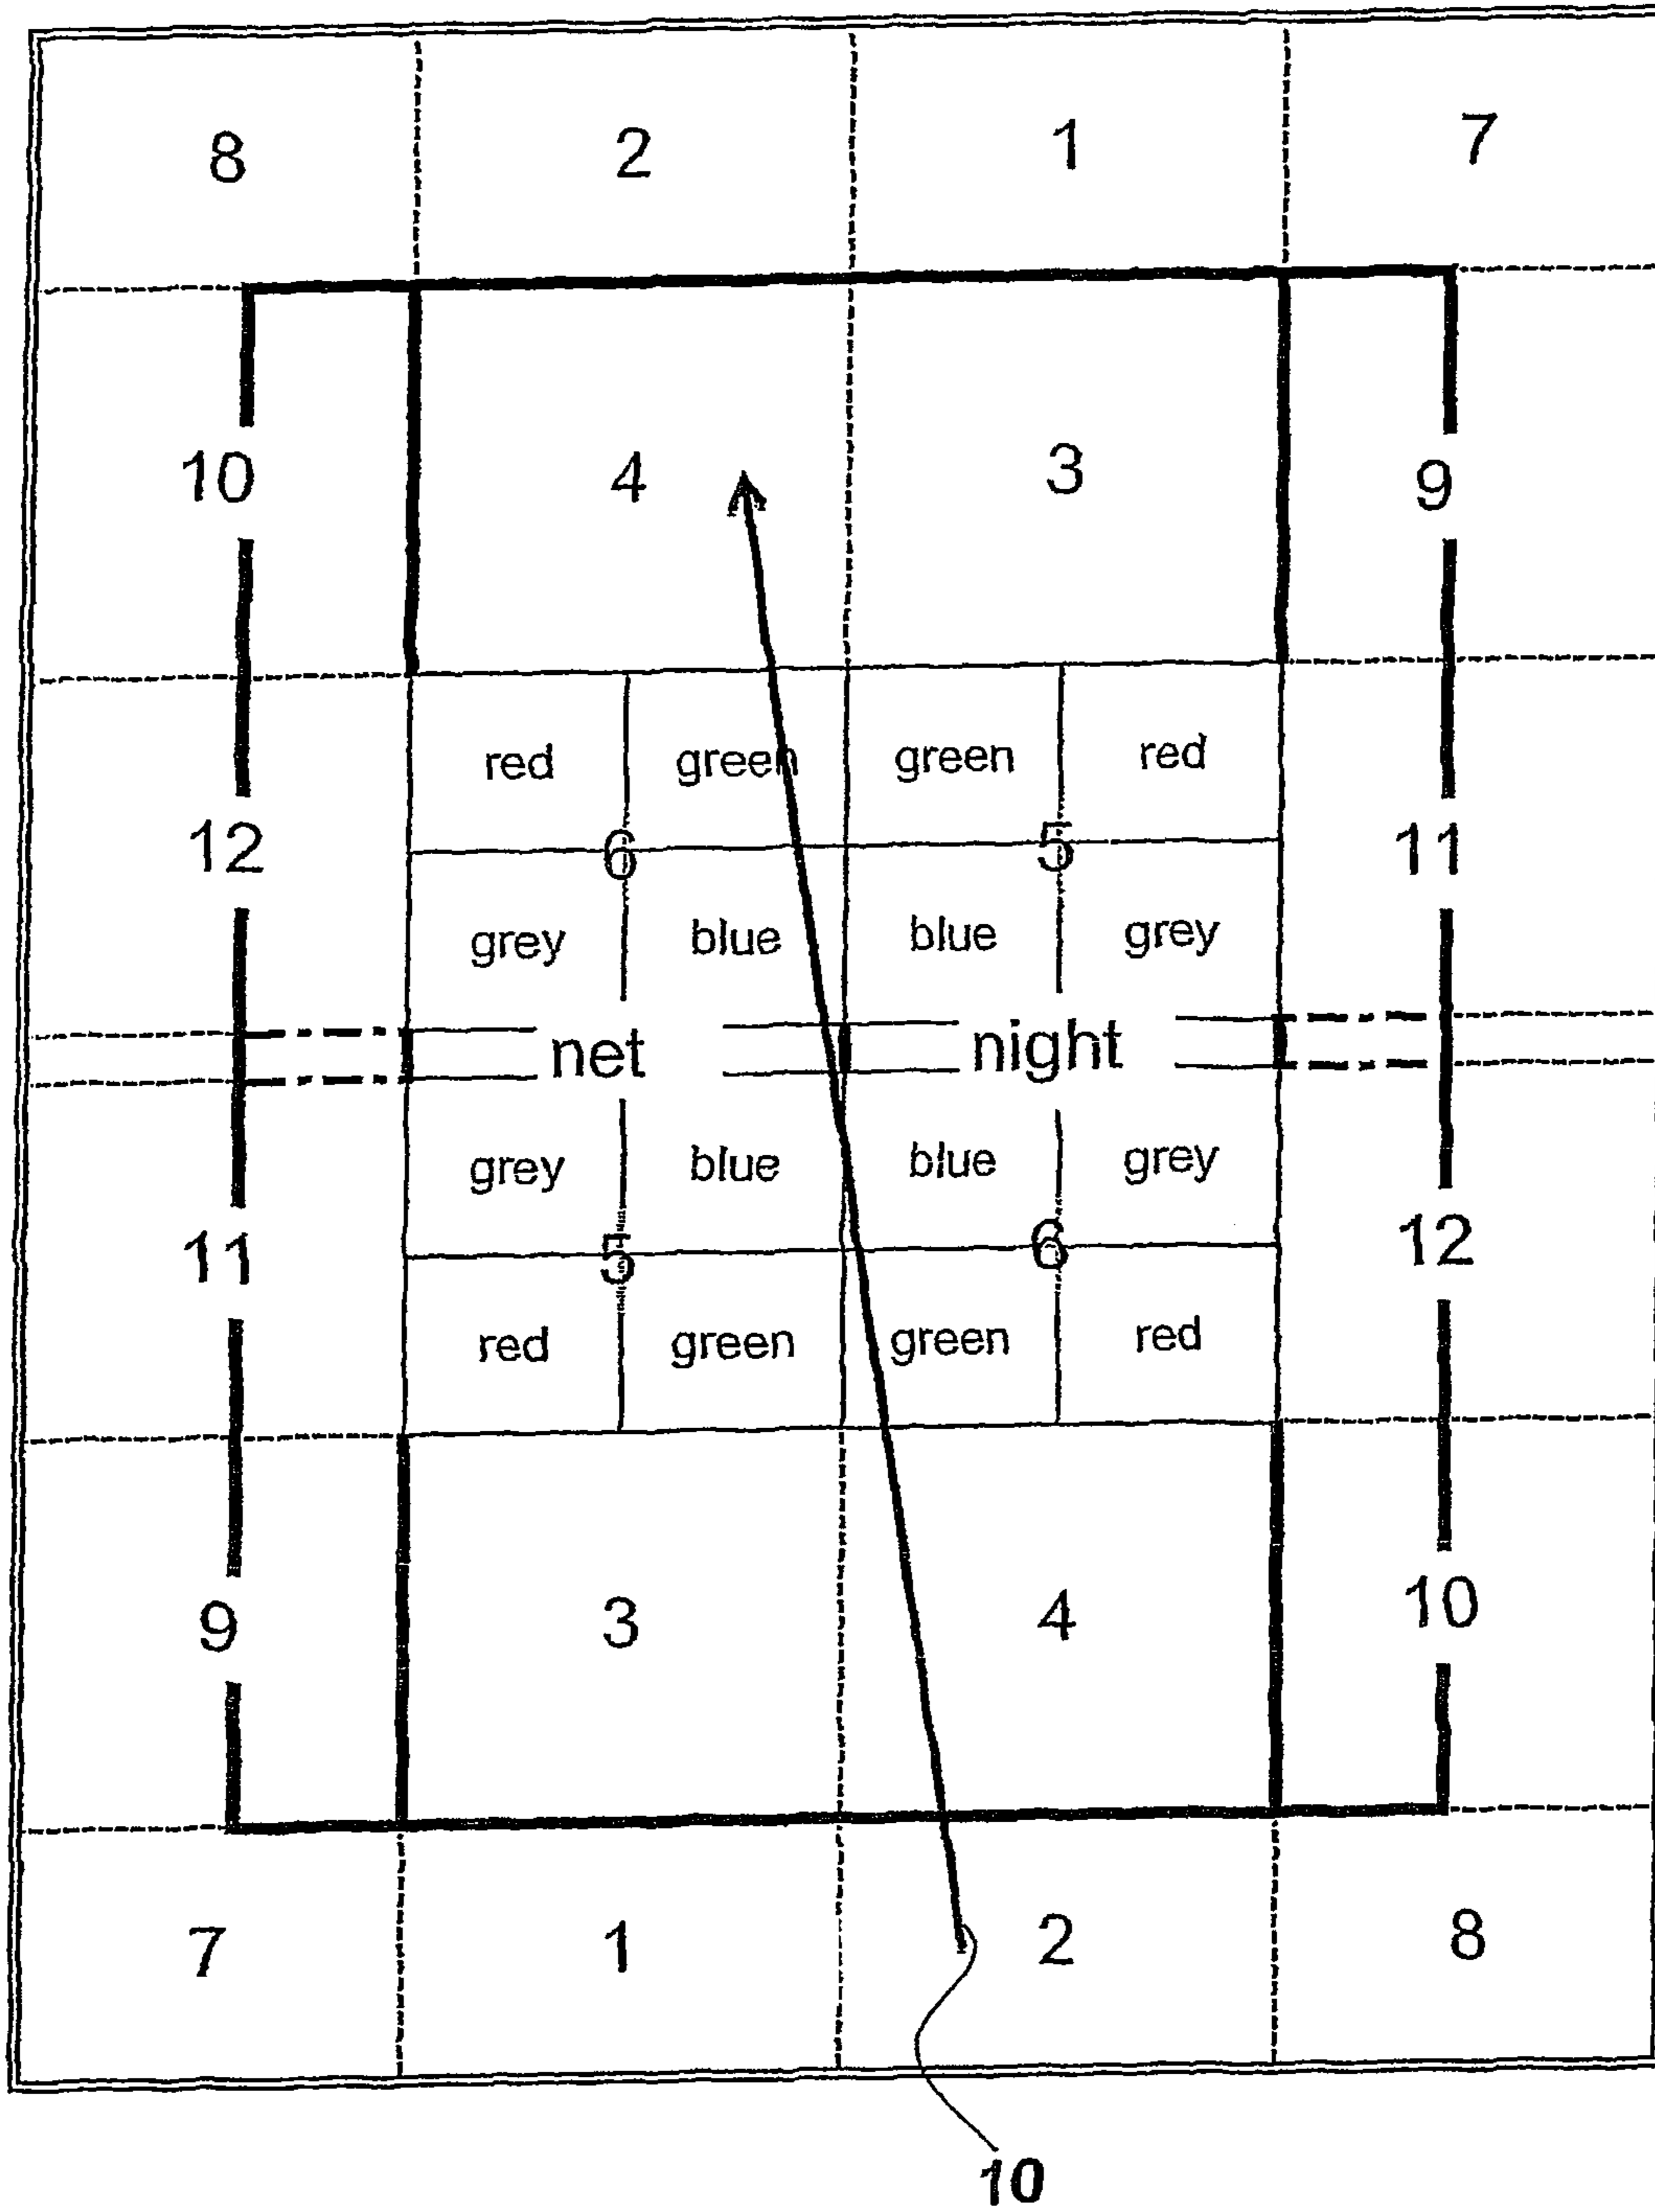 8 2 1 7
10 4 3 9
red green green red
12 6 5 11
grey blue blue grey
net night
grey blue blue grey
11 5 6 12
red green green red
9 3 4 10
7 1 2 8
10